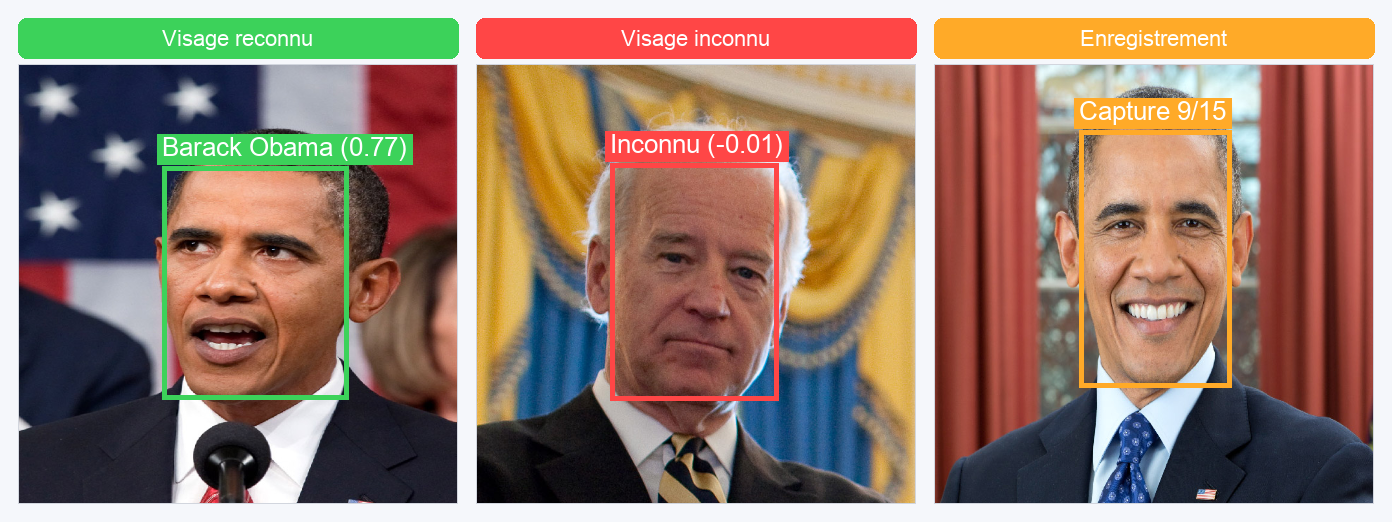 Visage reconnu
Visage inconnu
Enregistrement
Barack Obama (0.77)
Inconnu (-0.01)
Capture 9/15